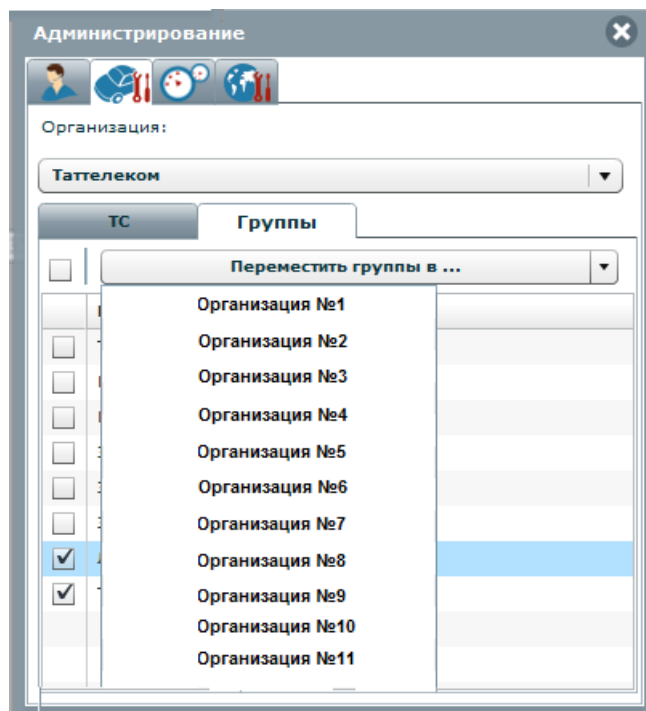 Администрирование
Организация:
Таттелеком
ТС
Группы
Переместить группы в ...
Организация №1
Организация №2
Организация №3
Организация №4
Организация №5
Организация №6
Организация №7
Организация №8
Организация №9
Организация №10
Организация №11